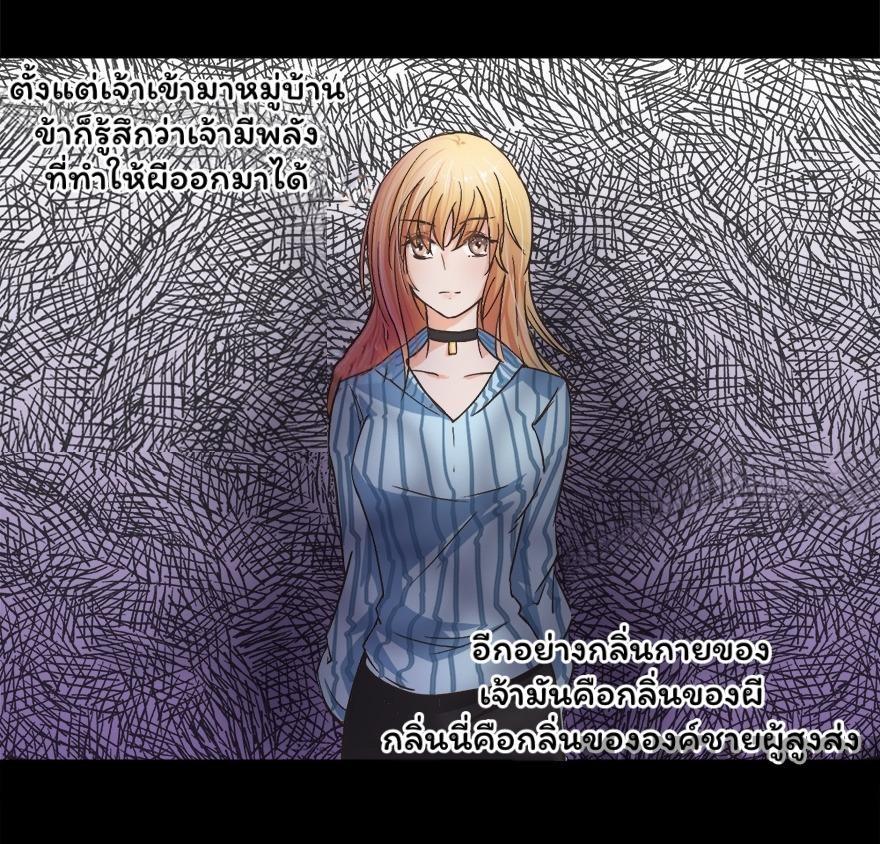 ตั้งแต่เจ้าเข้ามาหมู่บ้าน
ข้าก็รู้สึกว่าเจ้ามีพลัง
ที่ทำให้ผีออกมาได้
อีกอย่างกลิ่นกายของ
เจ้ามันคือกลิ่นของผี
กลิ่นนี่คือกลิ่นขององค์ชายผู้สูงส่ง